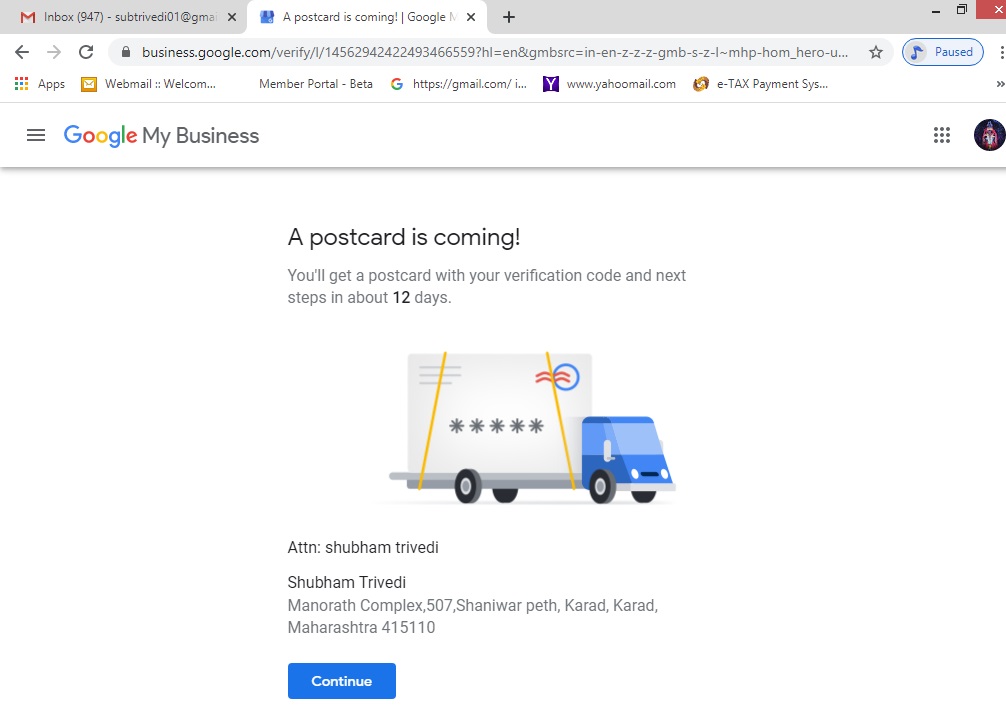 Inbox (947) - subtrivedi01@gmai
A postcard is coming! | Google M
business.google.com/verify/l/14562942422493466559?hl=en&gmbsrc=in-en-z-z-z-gmb-s-z-l~mhp-hom_hero-u...
Paused
Apps
Webmail :: Welcom...
Member Portal - Beta
https://gmail.com/ i...
www.yahoomail.com
e-TAX Payment Sys...
»
Google My Business
A postcard is coming!
You'll get a postcard with your verification code and next
steps in about 12 days.
*****
Attn: shubham trivedi
Shubham Trivedi
Manorath Complex,507,Shaniwar peth, Karad, Karad,
Maharashtra 415110
Continue